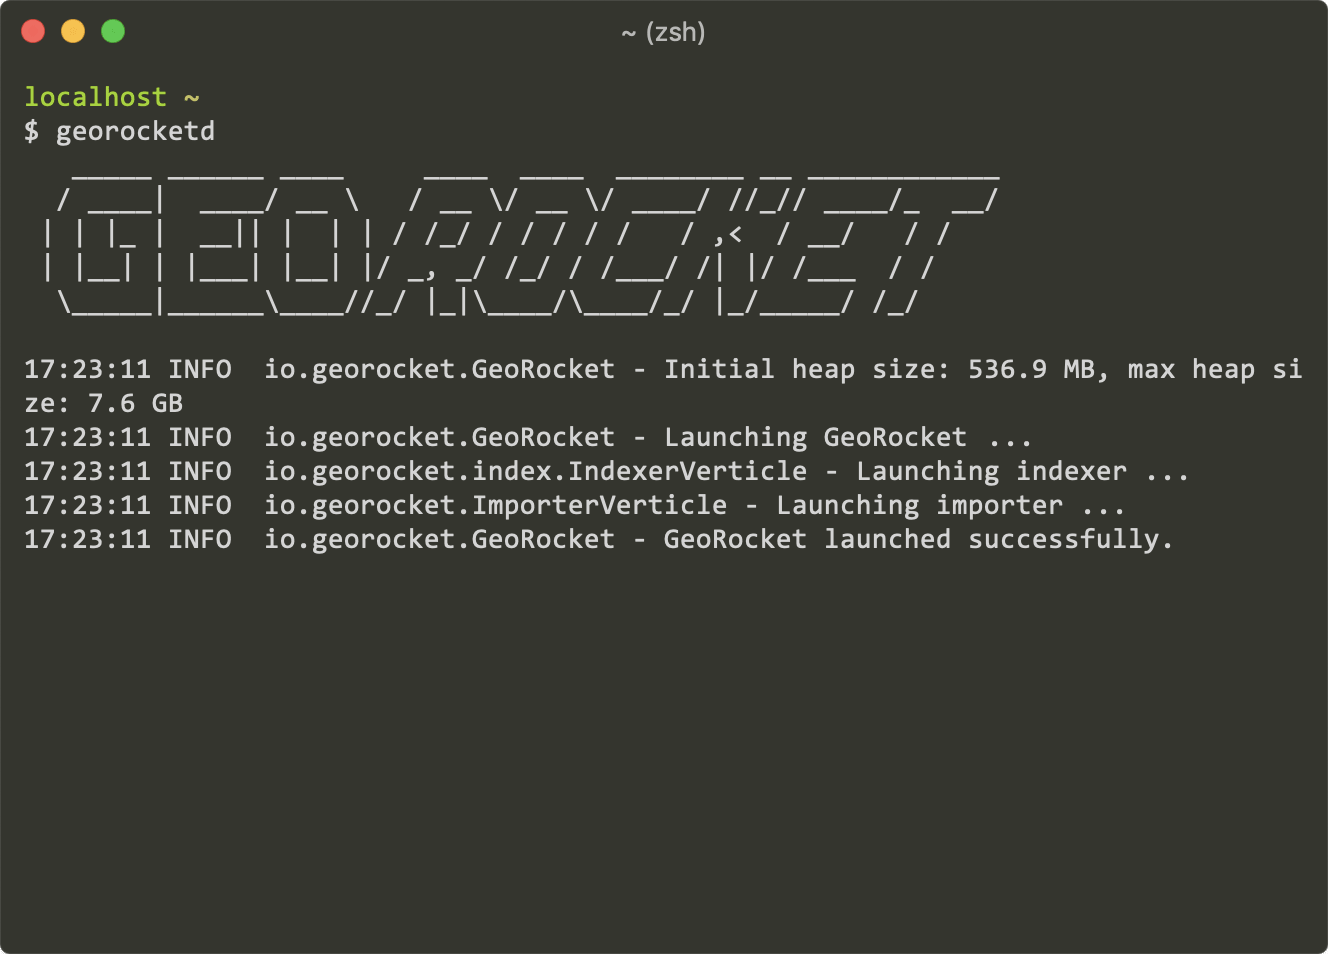 ~ (zsh)
localhost ~
$ georocketd
   _____ ______ ____     ____  ____  ________ __ ____________
  / ____|  ____/ __ \   / __ \/ __ \/ ____/ //_// ____/_  __/
 | | |_ |  __|| |  | | / /_/ / / / / /   / ,<  / __/   / /
 | |__| | |___| |__| |/ _, _/ /_/ / /___/ /| |/ /___  / /
  \_____|______\____//_/ |_|\____/\____/_/ |_/_____/ /_/
17:23:11 INFO  io.georocket.GeoRocket - Initial heap size: 536.9 MB, max heap si
ze: 7.6 GB
17:23:11 INFO  io.georocket.GeoRocket - Launching GeoRocket ...
17:23:11 INFO  io.georocket.index.IndexerVerticle - Launching indexer ...
17:23:11 INFO  io.georocket.ImporterVerticle - Launching importer ...
17:23:11 INFO  io.georocket.GeoRocket - GeoRocket launched successfully.